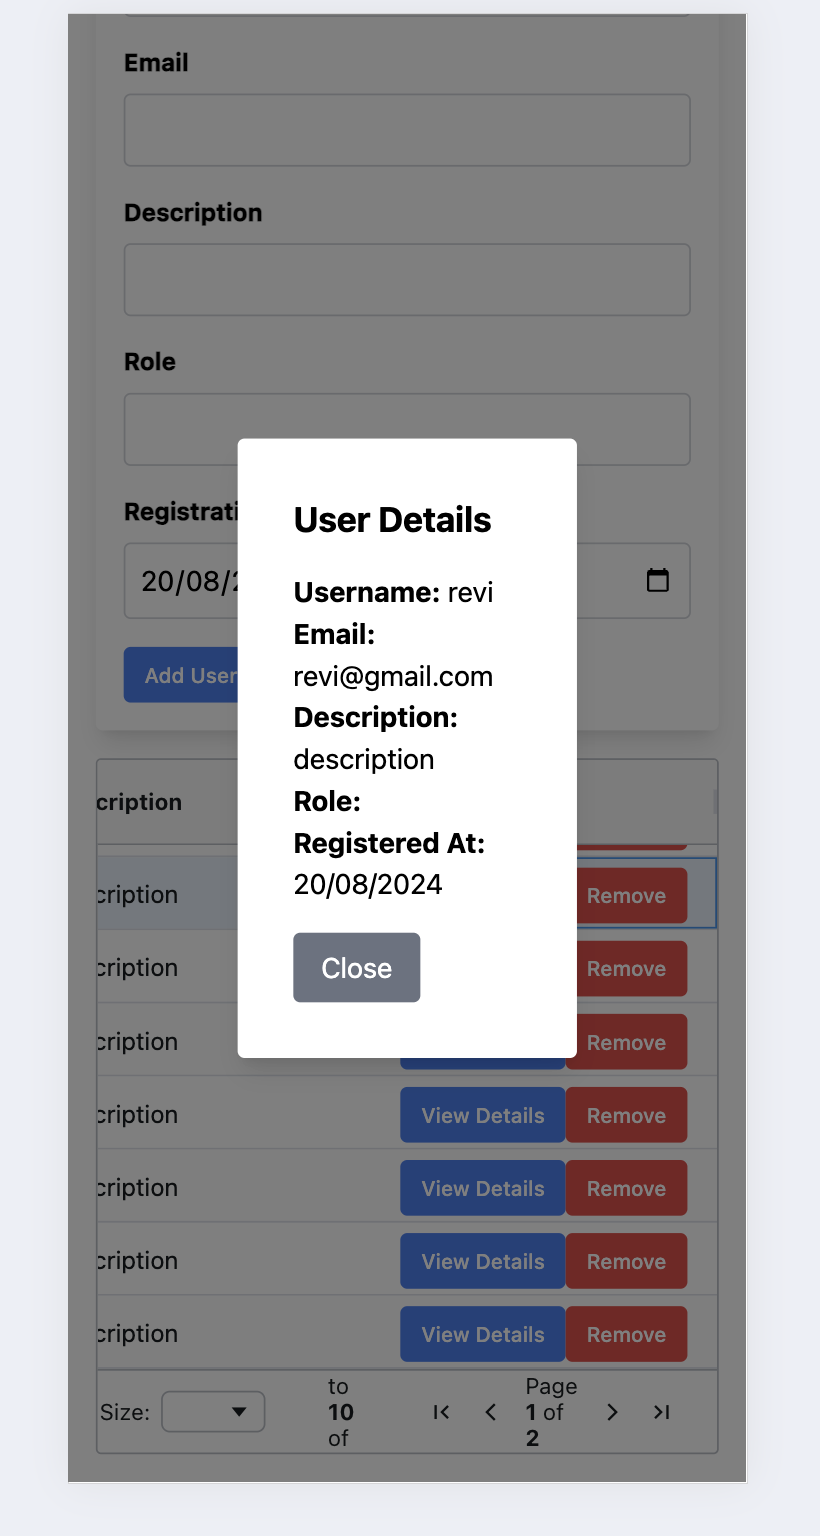 Email
Description
Role
Registrati
20/08/2
Add User
User Details
Username: revi
Email:
revi@gmail.com
Description:
description
Role:
Registered At:
20/08/2024
Close
cription
cription Remove
cription Remove
cription Remove
cription View Details Remove
cription View Details Remove
cription View Details Remove
cription View Details Remove
Size:
to
10
of
Page
1 of
2